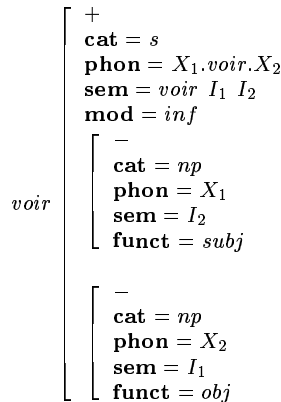 +
cat = s
phon = X₁.voir.X₂
sem = voir I₁ I₂
mod = inf
−
cat = np
phon = X₁
voir
sem = I₂
funct = subj
−
cat = np
phon = X₂
sem = I₁
funct = obj